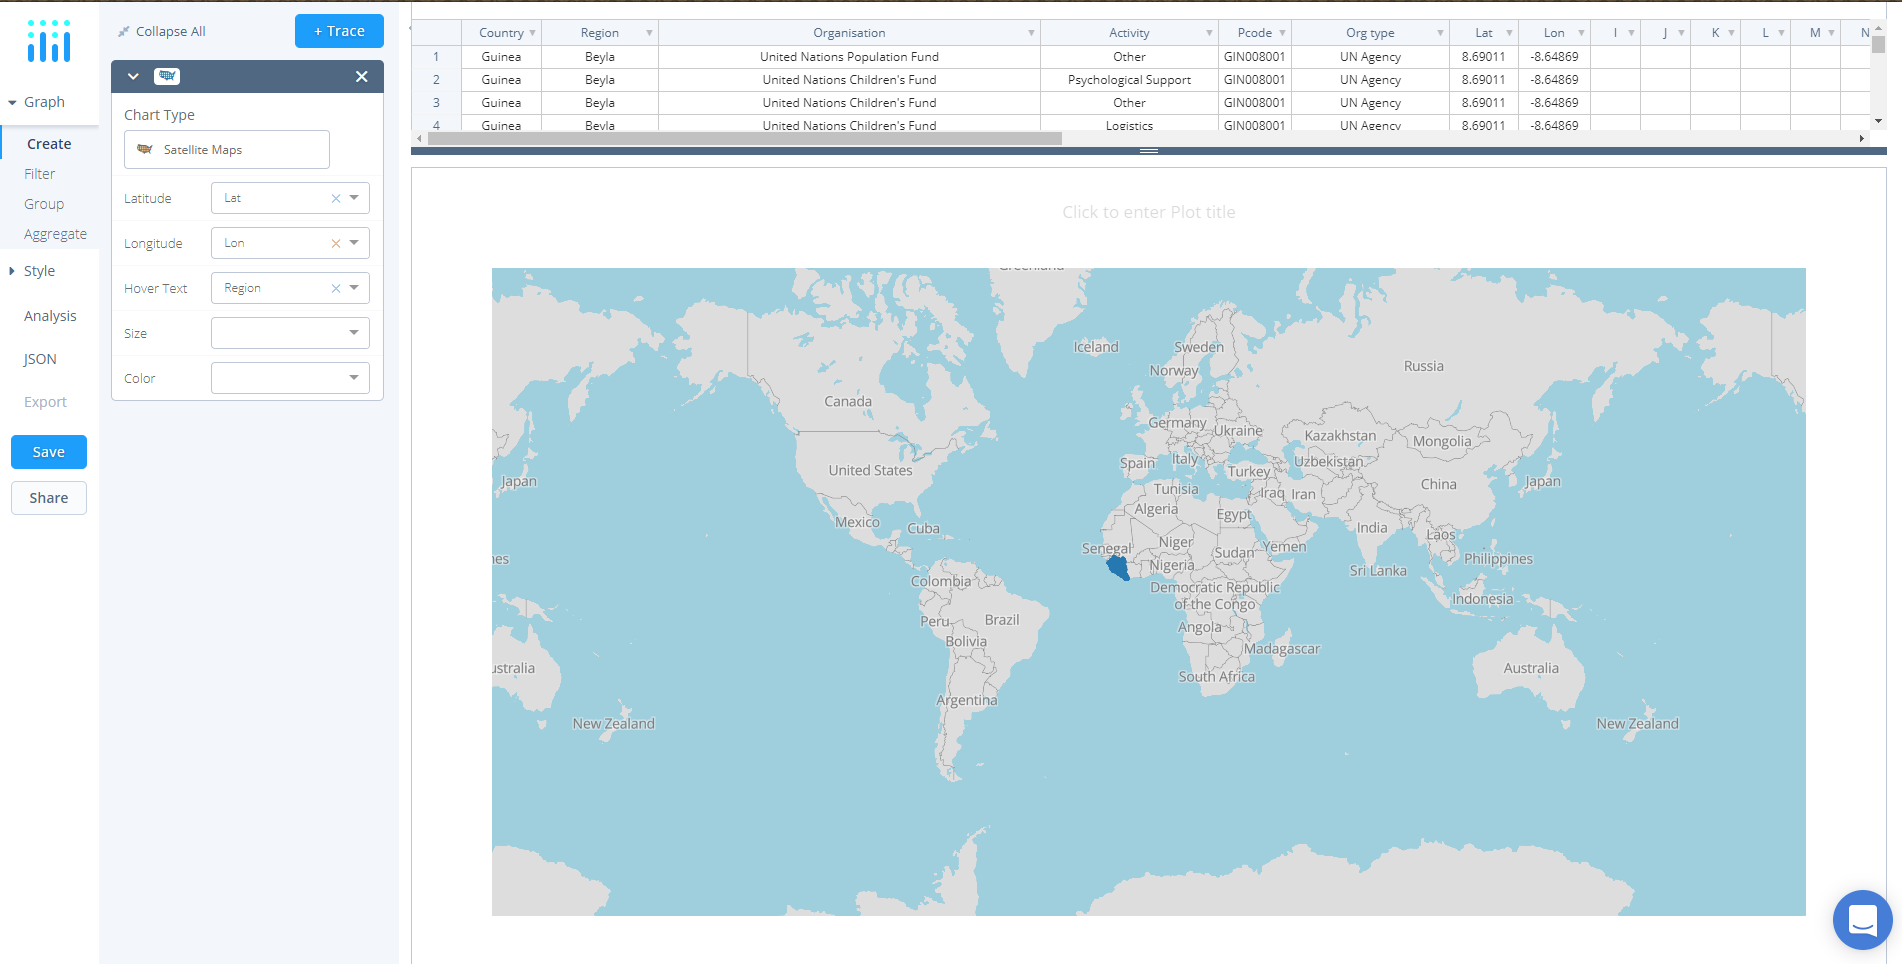 Collapse All
+ Trace
Graph
Create
Filter
Group
Aggregate
Style
Analysis
JSON
Export
Save
Share
Chart Type
Satellite Maps
Latitude Lat
Longitude Lon
Hover Text Region
Size
Color
Country Region Organisation Activity Pcode Org type Lat Lon I J K L M N
1 Guinea Beyla United Nations Population Fund Other GIN008001 UN Agency 8.69011 -8.64869
2 Guinea Beyla United Nations Children's Fund Psychological Support GIN008001 UN Agency 8.69011 -8.64869
3 Guinea Beyla United Nations Children's Fund Other GIN008001 UN Agency 8.69011 -8.64869
4 Guinea Beyla United Nations Children's Fund Logistics GIN008001 UN Agency 8.69011 -8.64869
Click to enter Plot title
Greenland
Iceland
Sweden
Norway
Russia
Canada
Germany
Ukraine
Kazakhstan
Mongolia
United States
Spain
Italy
Turkey
Uzbekistan
Japan
Tunisia
Iraq
Iran
China
Japan
Mexico
Cuba
Algeria
Egypt
India
Laos
Senegal
Niger
Sudan
Yemen
nes
Nigeria
Sri Lanka
Philippines
Colombia
Democratic Republic
of the Congo
Indonesia
Peru
Brazil
Angola
Bolivia
Madagascar
ustralia
South Africa
Australia
Argentina
New Zealand
New Zealand